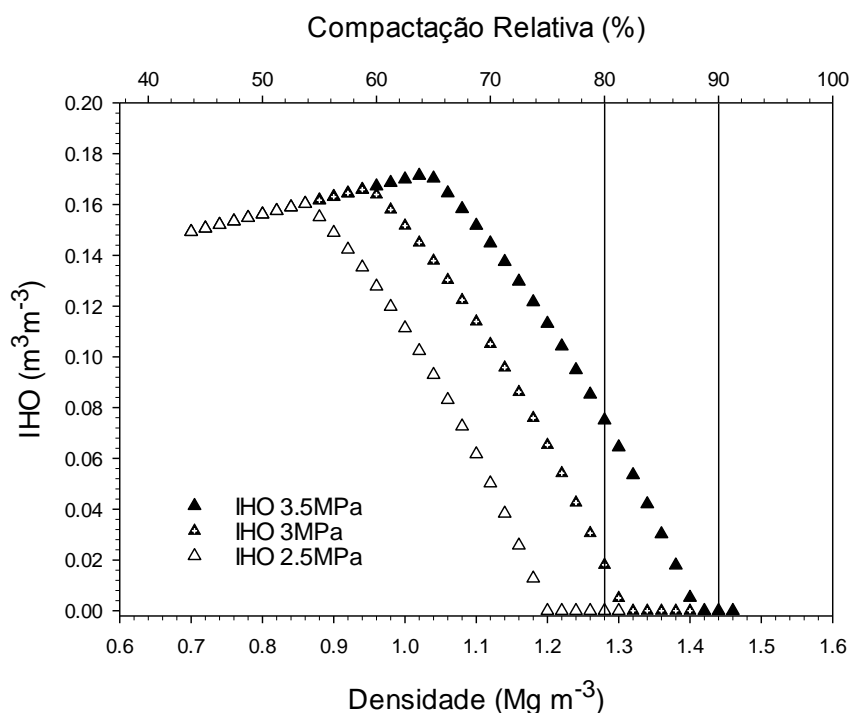 Compactação Relativa (%)
40 50 60 70 80 90 100
0.20
0.18
0.16
0.14
0.12
0.10
0.08
0.06
0.04
0.02
0.00
IHO (m³m⁻³)
IHO 3.5MPa
IHO 3MPa
IHO 2.5MPa
0.6 0.7 0.8 0.9 1.0 1.1 1.2 1.3 1.4 1.5 1.6
Densidade (Mg m⁻³)